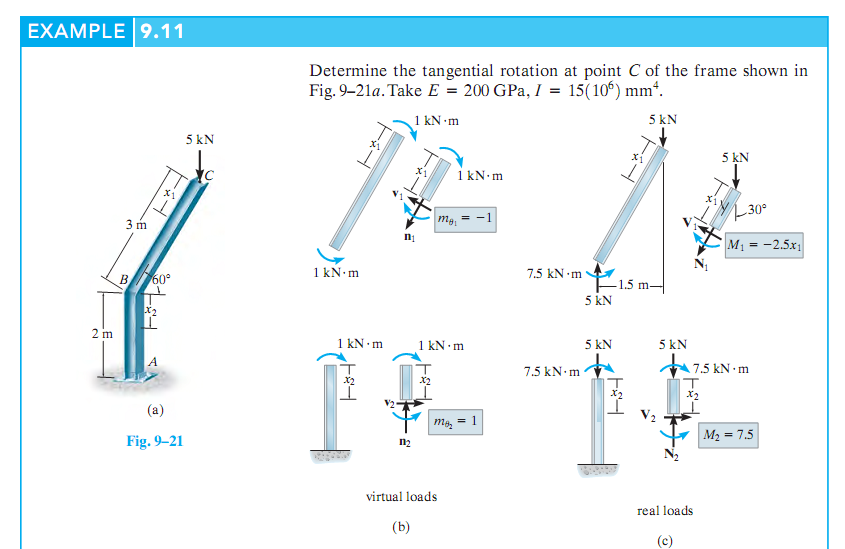 EXAMPLE 9.11
Determine the tangential rotation at point C of the frame shown in
Fig. 9–21a. Take E = 200 GPa, I = 15(10⁶) mm⁴.
5 kN
C
x₁
3 m
B
60°
x₂
2 m
A
(a)
Fig. 9–21
1 kN·m
x₁
x₁
1 kN·m
v₁
n₁
mθ₁ = −1
1 kN·m
1 kN·m
1 kN·m
x₂
x₂
v₂
n₂
mθ₂ = 1
virtual loads
(b)
5 kN
x₁
5 kN
x₁
30°
V₁
N₁
M₁ = −2.5x₁
7.5 kN·m
1.5 m
5 kN
5 kN
5 kN
7.5 kN·m
7.5 kN·m
x₂
x₂
V₂
N₂
M₂ = 7.5
real loads
(c)